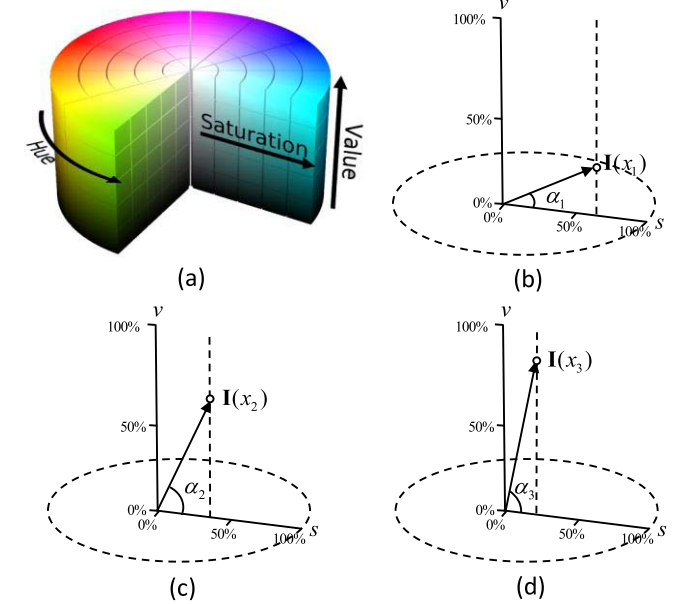 Hue
Saturation
Value
(a)
v
100%
50%
0%
0%
50%
100%
s
I(x₁)
α₁
(b)
v
100%
50%
0%
0%
50%
100%
s
I(x₂)
α₂
(c)
v
100%
50%
0%
0%
50%
100%
s
I(x₃)
α₃
(d)